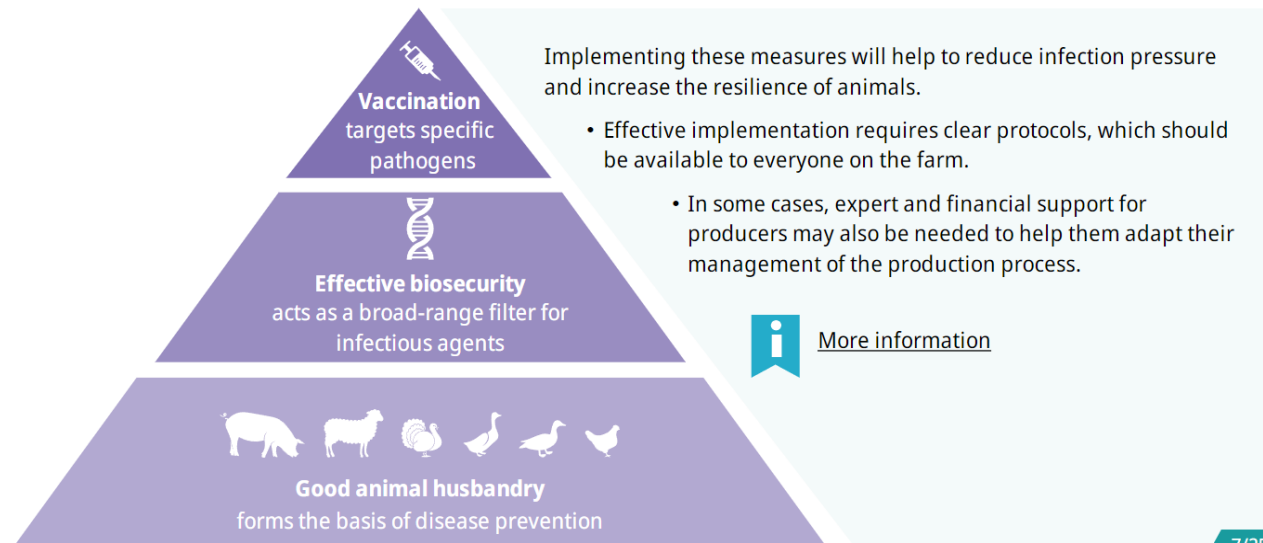 Vaccination
targets specific
pathogens
Effective biosecurity
acts as a broad-range filter for
infectious agents
Good animal husbandry
forms the basis of disease prevention
Implementing these measures will help to reduce infection pressure
and increase the resilience of animals.
• Effective implementation requires clear protocols, which should
be available to everyone on the farm.
• In some cases, expert and financial support for
producers may also be needed to help them adapt their
management of the production process.
More information